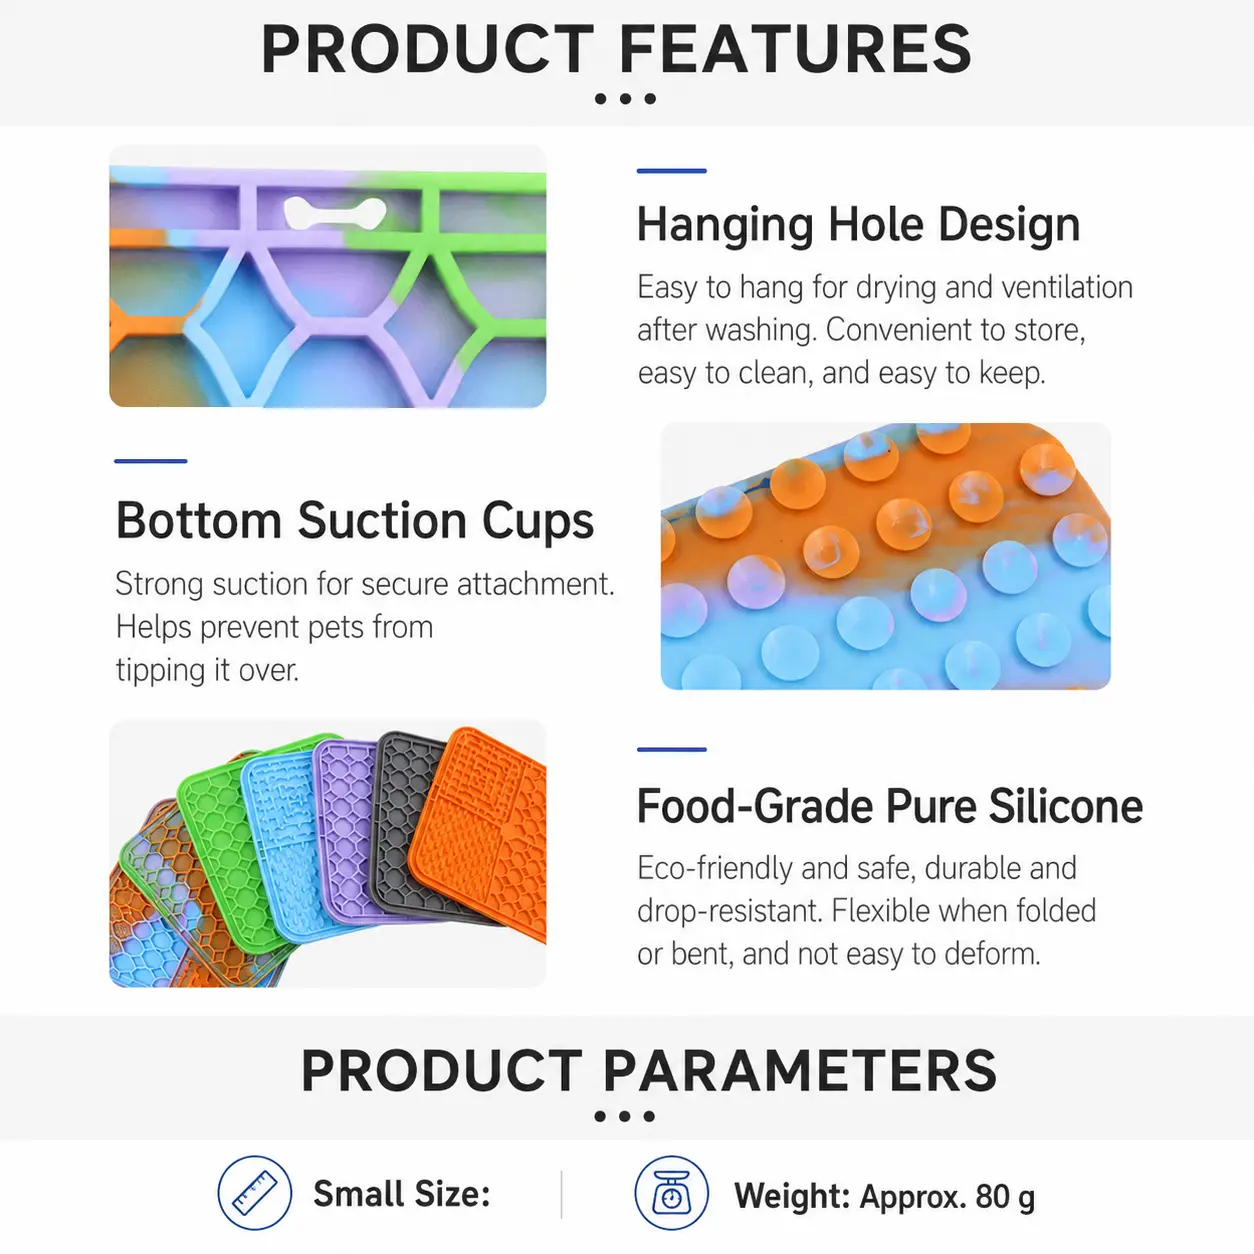 PRODUCT FEATURES
Hanging Hole Design
Easy to hang for drying and ventilation
after washing. Convenient to store,
easy to clean, and easy to keep.
Bottom Suction Cups
Strong suction for secure attachment.
Helps prevent pets from
tipping it over.
Food-Grade Pure Silicone
Eco-friendly and safe, durable and
drop-resistant. Flexible when folded
or bent, and not easy to deform.
PRODUCT PARAMETERS
Small Size:
Weight: Approx. 80 g